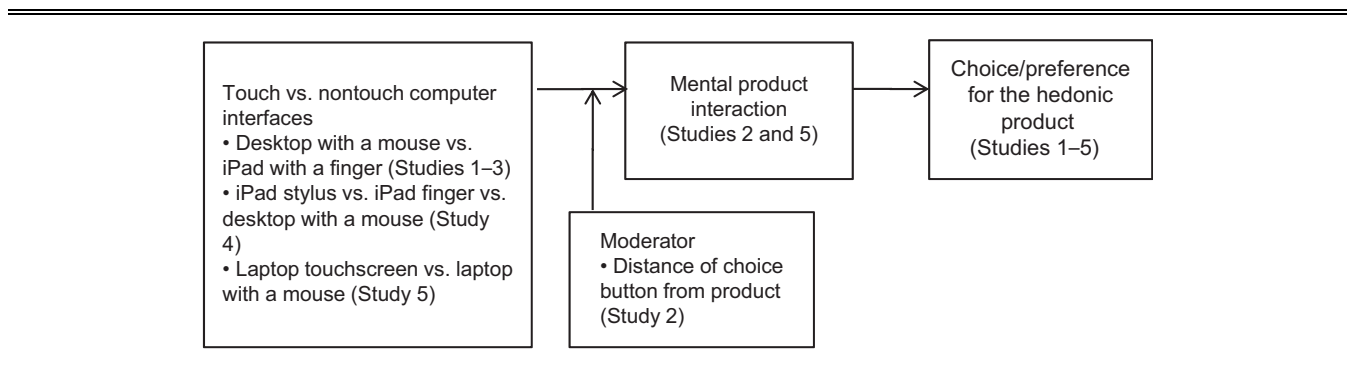 Touch vs. nontouch computer
interfaces
• Desktop with a mouse vs.
iPad with a finger (Studies 1–3)
• iPad stylus vs. iPad finger vs.
desktop with a mouse (Study
4)
• Laptop touchscreen vs. laptop
with a mouse (Study 5)
Mental product
interaction
(Studies 2 and 5)
Choice/preference
for the hedonic
product
(Studies 1–5)
Moderator
• Distance of choice
button from product
(Study 2)